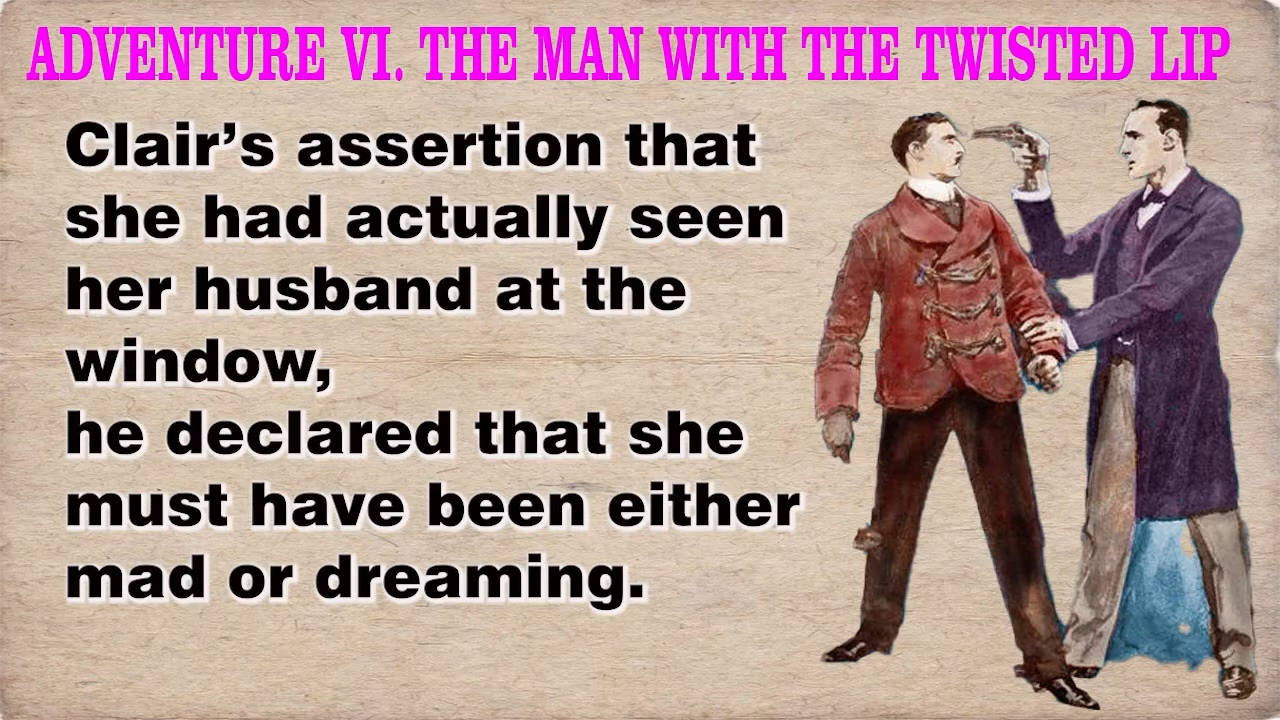 ADVENTURE VI. THE MAN WITH THE TWISTED LIP
Clair’s assertion that
she had actually seen
her husband at the
window,
he declared that she
must have been either
mad or dreaming.